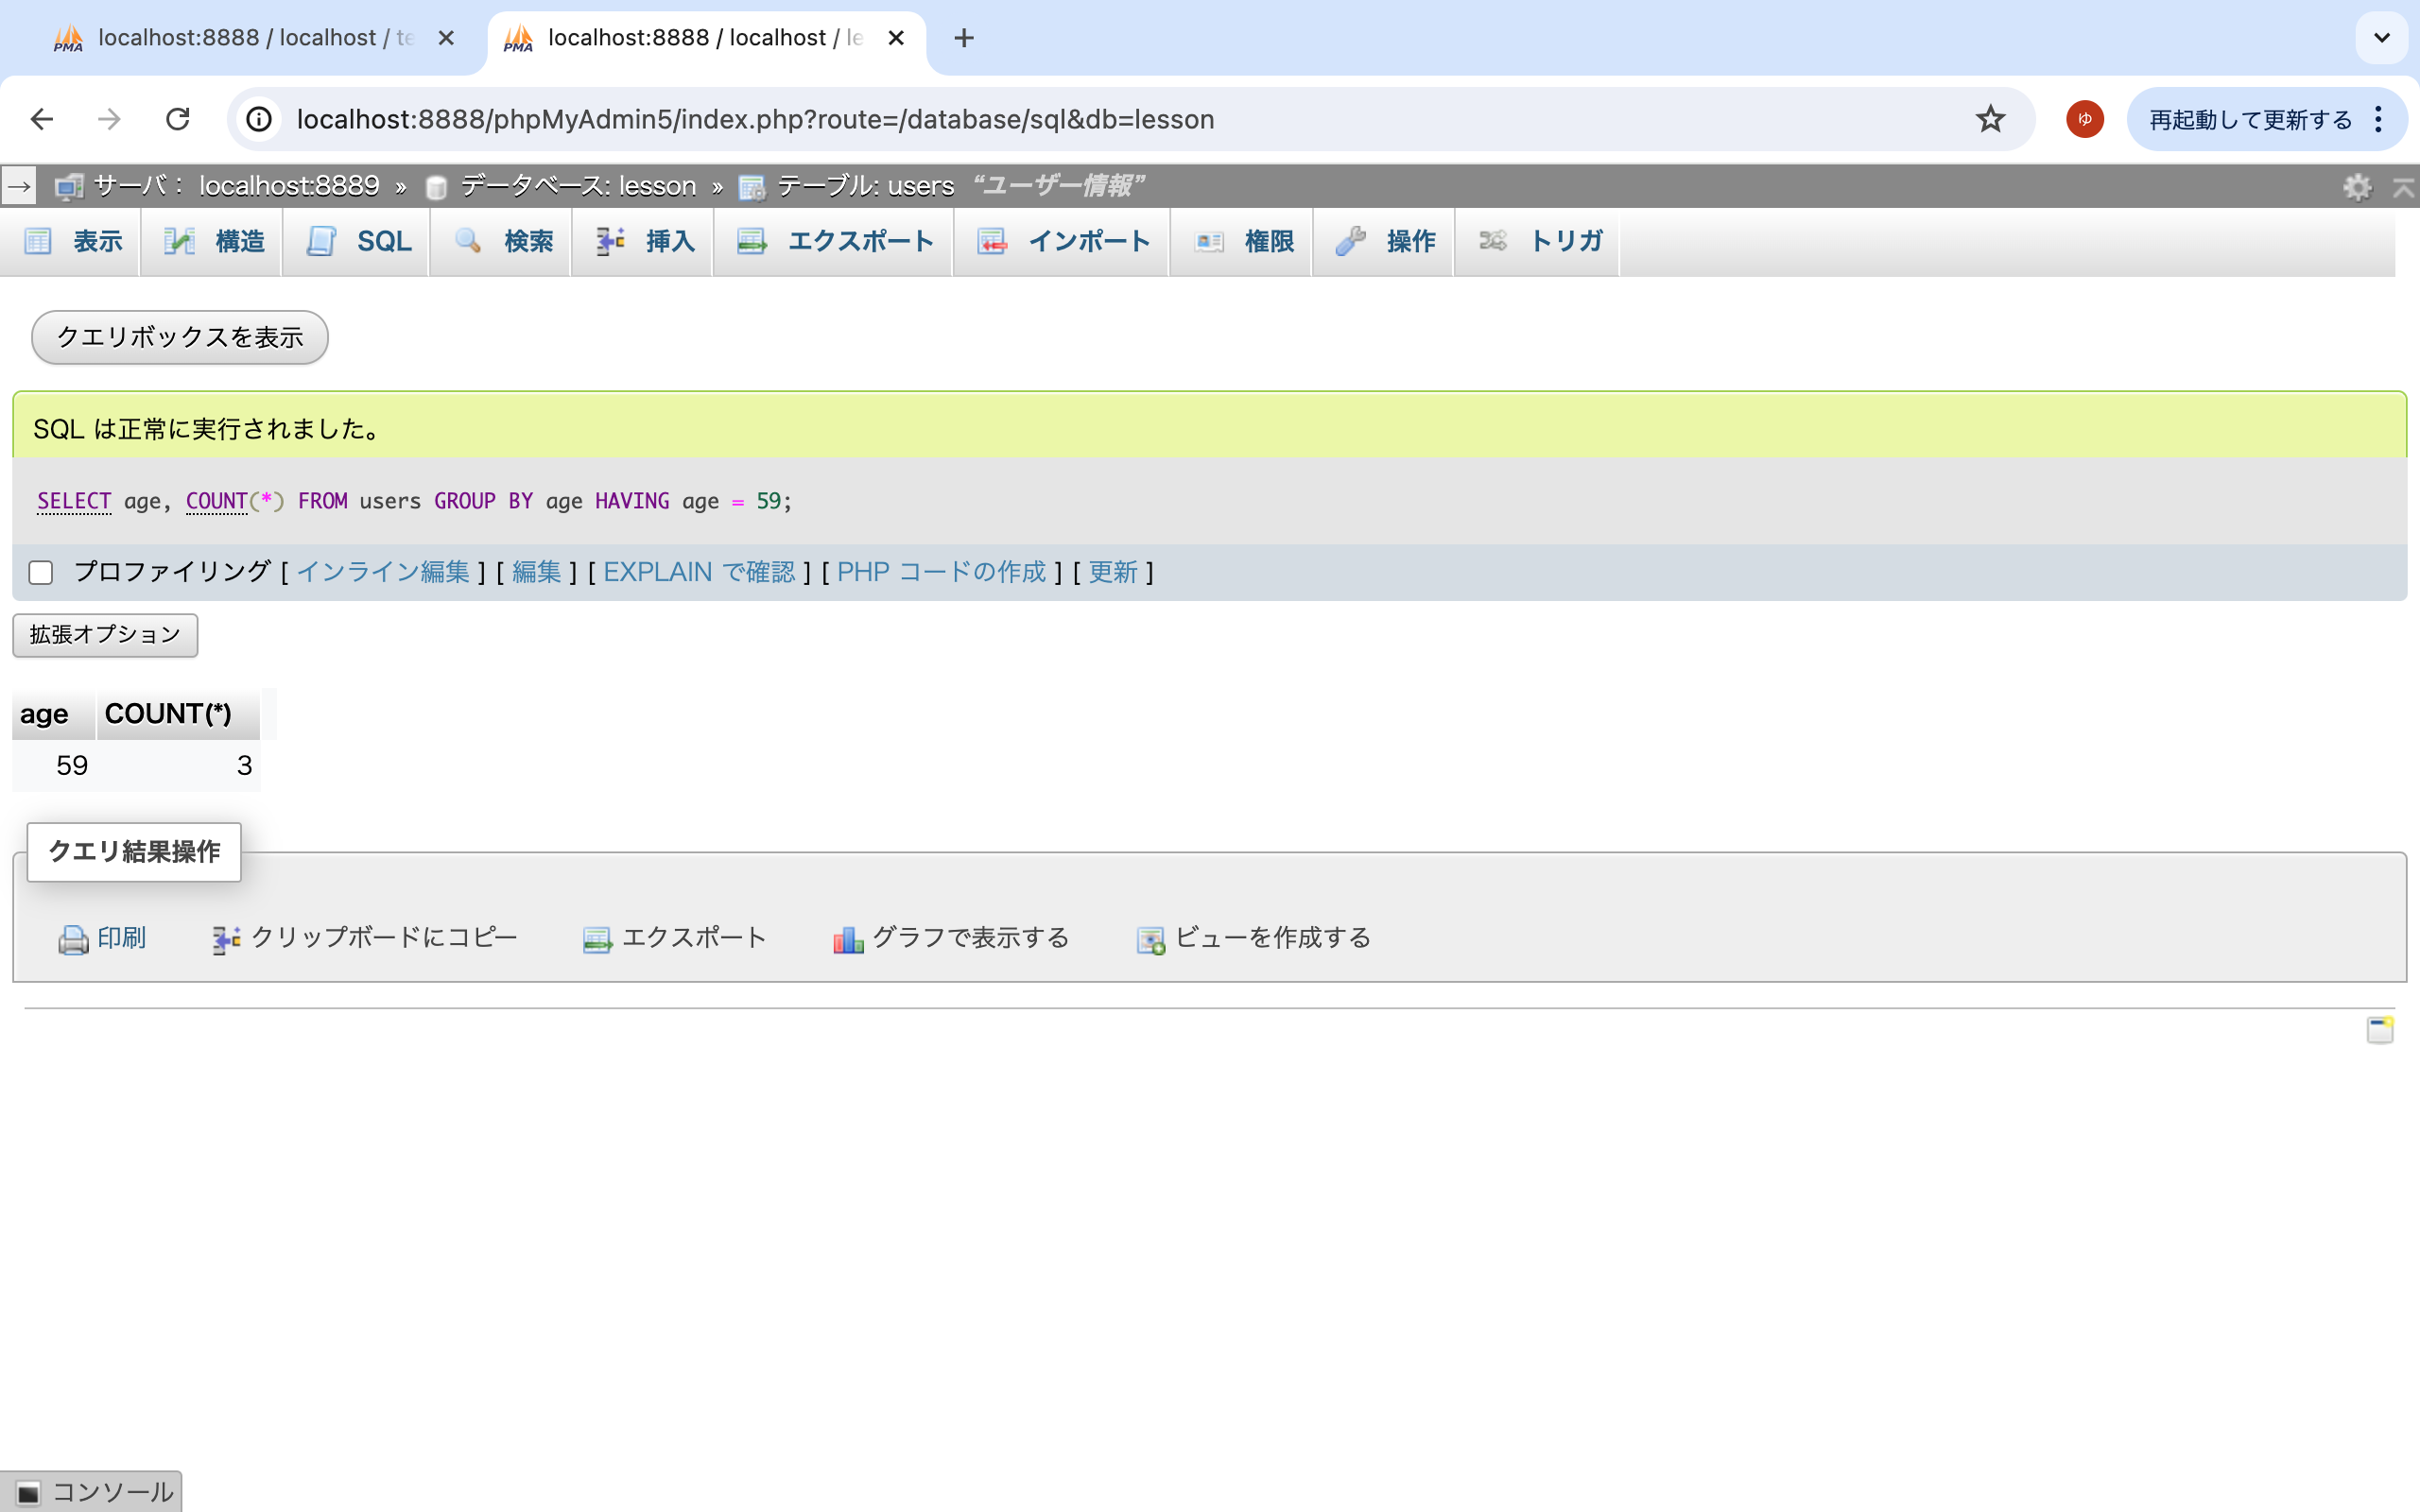 localhost:8888 / localhost / te
localhost:8888 / localhost / le
localhost:8888/phpMyAdmin5/index.php?route=/database/sql&db=lesson
ゆ
再起動して更新する
サーバ： localhost:8889 » データベース: lesson » テーブル: users “ユーザー情報”
表示 構造 SQL 検索 挿入 エクスポート インポート 権限 操作 トリガ
クエリボックスを表示
SQL は正常に実行されました。
SELECT age, COUNT(*) FROM users GROUP BY age HAVING age = 59;
プロファイリング [ インライン編集 ] [ 編集 ] [ EXPLAIN で確認 ] [ PHP コードの作成 ] [ 更新 ]
拡張オプション
age COUNT(*)
59 3
クエリ結果操作
印刷 クリップボードにコピー エクスポート グラフで表示する ビューを作成する
コンソール